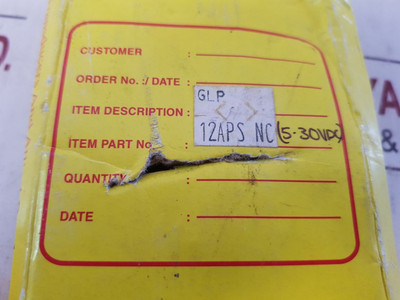 CUSTOMER :
ORDER No. :/ DATE :
GLP
ITEM DESCRIPTION :
12APS NC (5-30VDC)
ITEM PART No :
QUANTITY :
DATE :